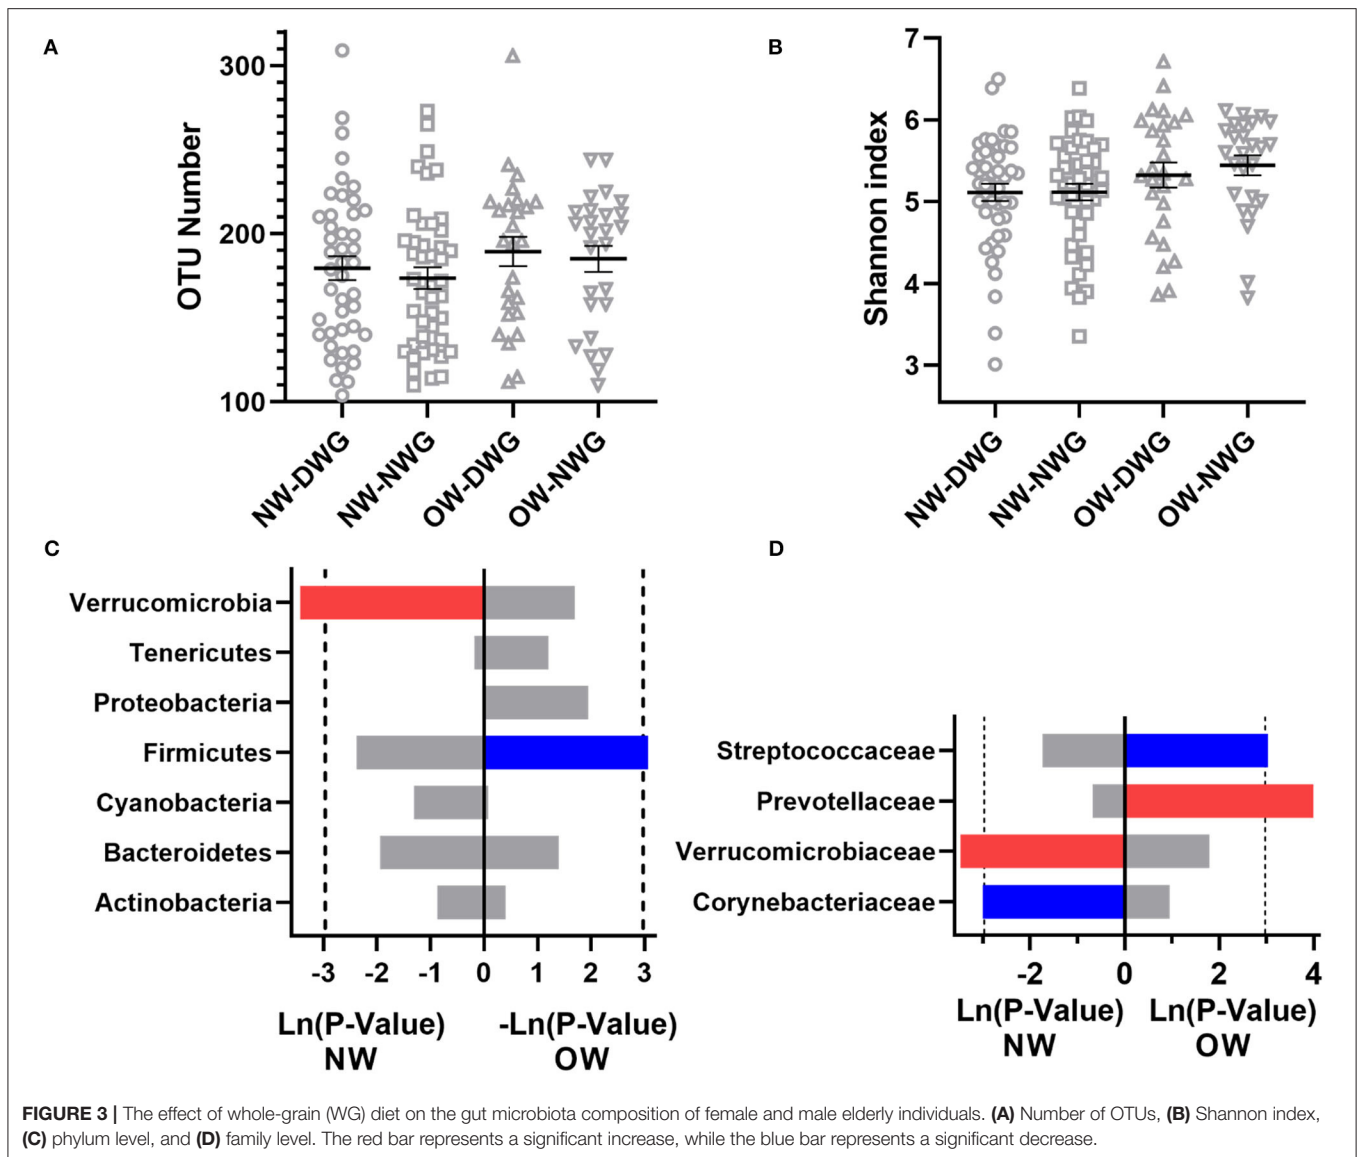 A
OTU Number
300
200
100
NW-DWG
NW-NWG
OW-DWG
OW-NWG
B
Shannon index
7
6
5
4
3
NW-DWG
NW-NWG
OW-DWG
OW-NWG
C
Verrucomicrobia
Tenericutes
Proteobacteria
Firmicutes
Cyanobacteria
Bacteroidetes
Actinobacteria
-3 -2 -1 0 1 2 3
Ln(P-Value) -Ln(P-Value)
NW OW
D
Streptococcaceae
Prevotellaceae
Verrucomicrobiaceae
Corynebacteriaceae
-2 0 2 4
Ln(P-Value) Ln(P-Value)
NW OW
FIGURE 3 | The effect of whole-grain (WG) diet on the gut microbiota composition of female and male elderly individuals. (A) Number of OTUs, (B) Shannon index,
(C) phylum level, and (D) family level. The red bar represents a significant increase, while the blue bar represents a significant decrease.